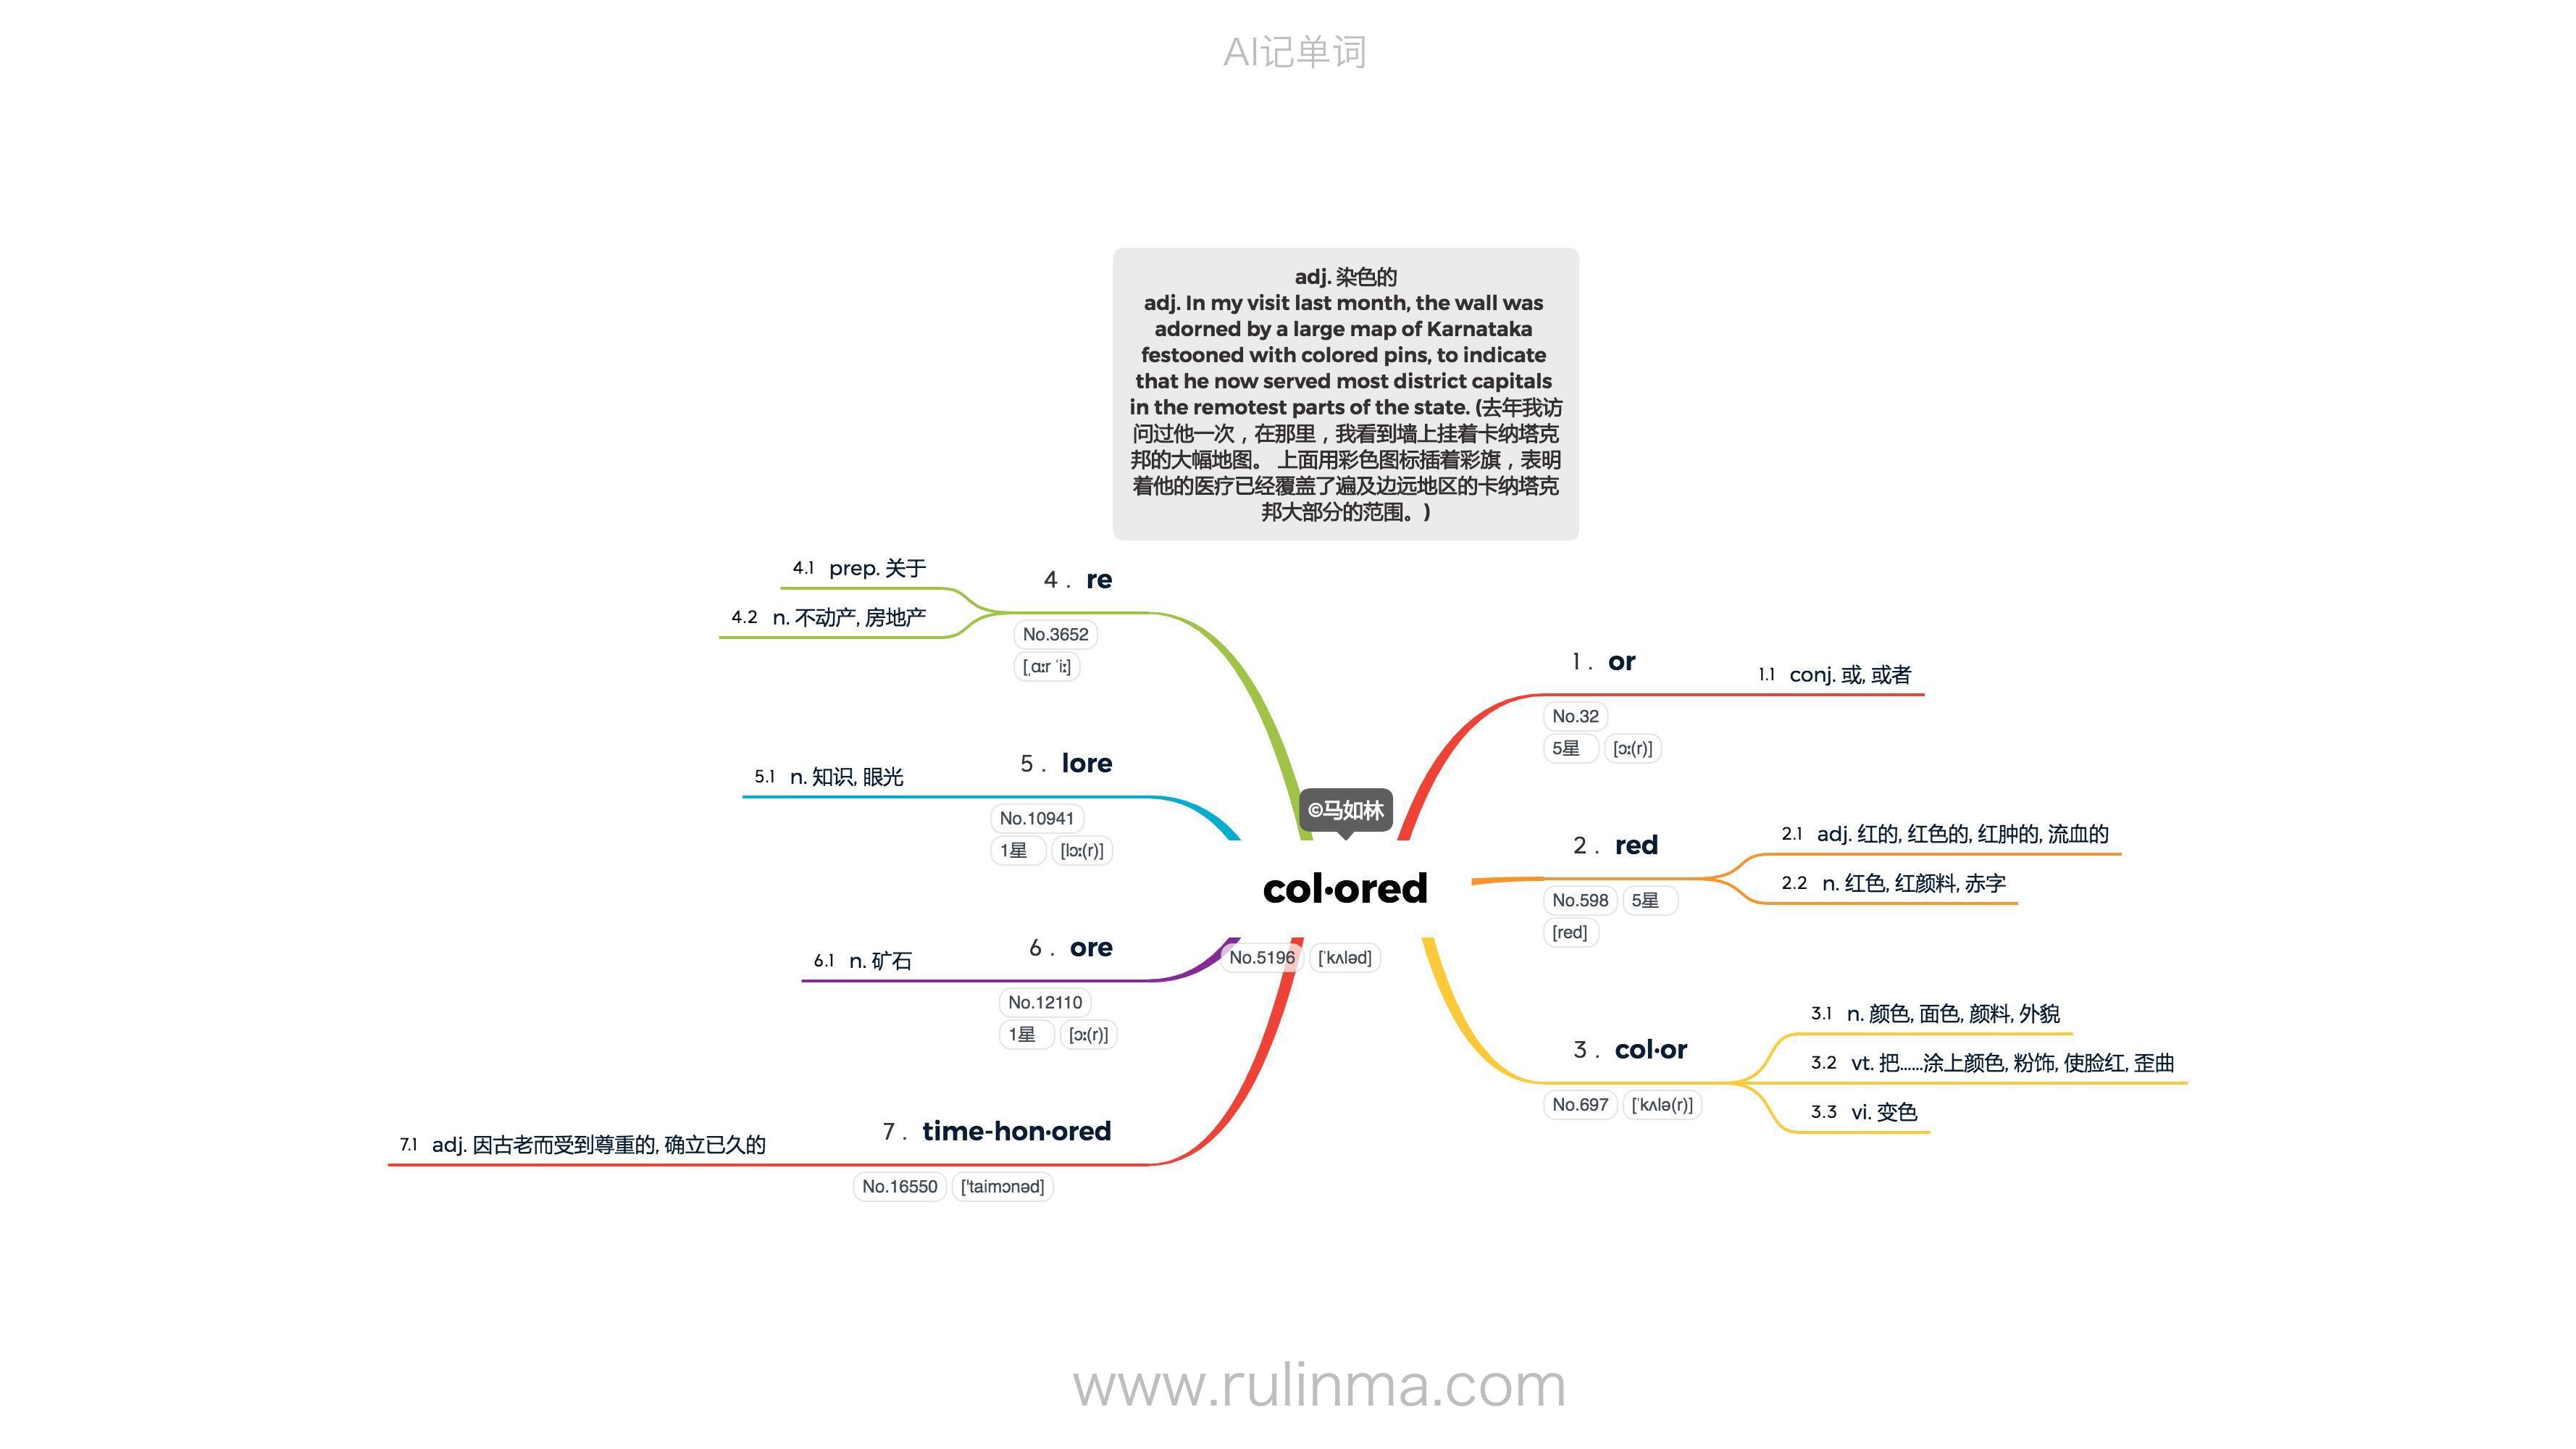 AI记单词
adj. 染色的
adj. In my visit last month, the wall was
adorned by a large map of Karnataka
festooned with colored pins, to indicate
that he now served most district capitals
in the remotest parts of the state. (去年我访
问过他一次，在那里，我看到墙上挂着卡纳塔克
邦的大幅地图。 上面用彩色图标插着彩旗，表明
着他的医疗已经覆盖了遍及边远地区的卡纳塔克
邦大部分的范围。)
©马如林
col·ored
No.5196 [ˈkʌləd]
1. or
No.32
5星 [ɔː(r)]
1.1 conj. 或, 或者
2. red
No.598 5星
[red]
2.1 adj. 红的, 红色的, 红肿的, 流血的
2.2 n. 红色, 红颜料, 赤字
3. col·or
No.697 [ˈkʌlə(r)]
3.1 n. 颜色, 面色, 颜料, 外貌
3.2 vt. 把……涂上颜色, 粉饰, 使脸红, 歪曲
3.3 vi. 变色
4. re
No.3652
[ˌɑːr ˈiː]
4.1 prep. 关于
4.2 n. 不动产, 房地产
5. lore
No.10941
1星 [lɔː(r)]
5.1 n. 知识, 眼光
6. ore
No.12110
1星 [ɔː(r)]
6.1 n. 矿石
7. time-hon·ored
No.16550 ['taimɔnəd]
7.1 adj. 因古老而受到尊重的, 确立已久的
www.rulinma.com